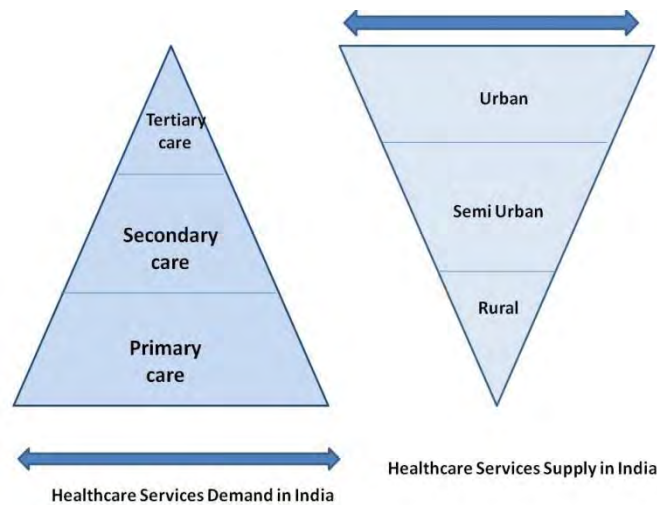 Tertiary
care
Secondary
care
Primary
care
Healthcare Services Demand in India
Urban
Semi Urban
Rural
Healthcare Services Supply in India